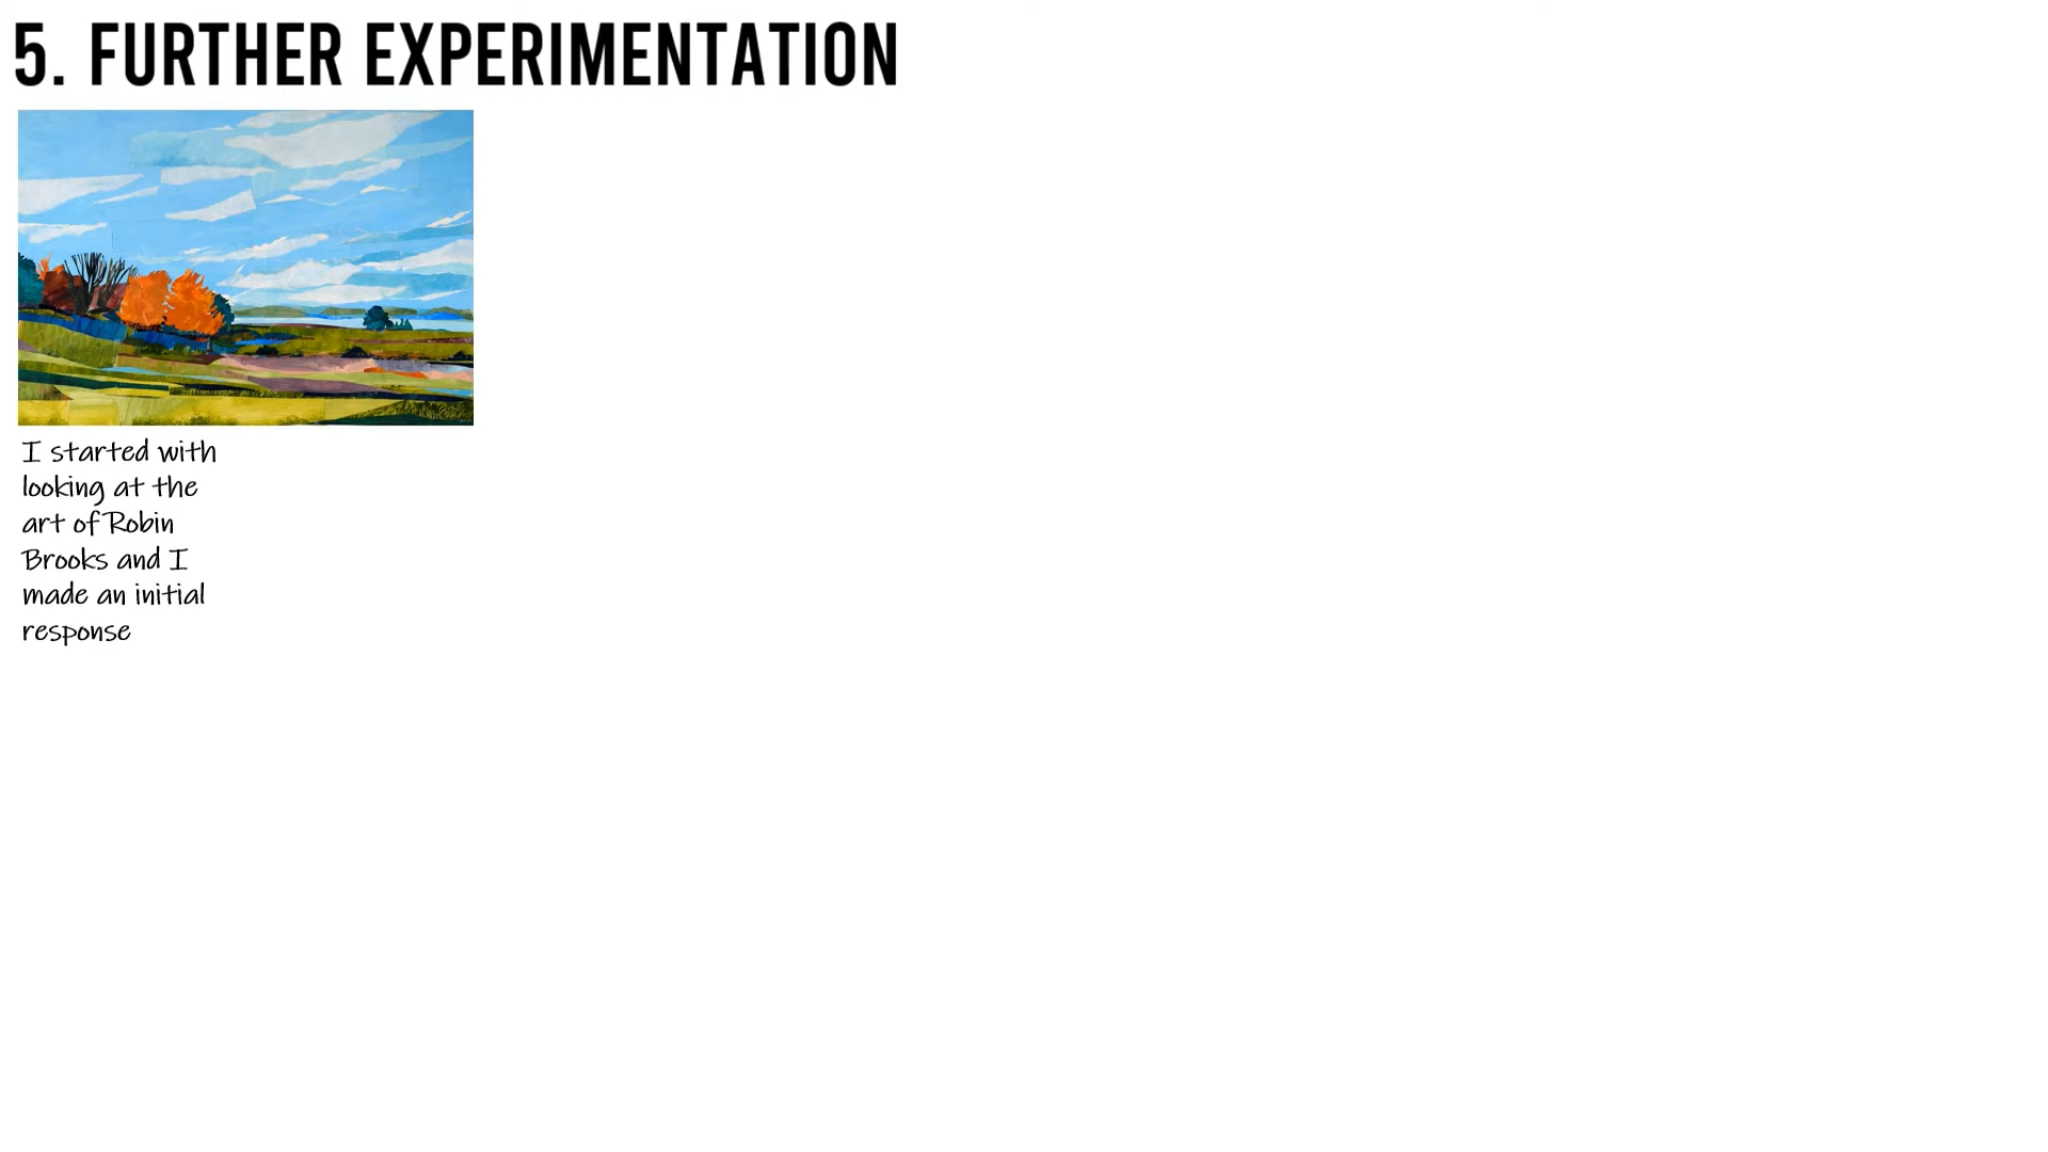 5. FURTHER EXPERIMENTATION
I started with
looking at the
art of Robin
Brooks and I
made an initial
response